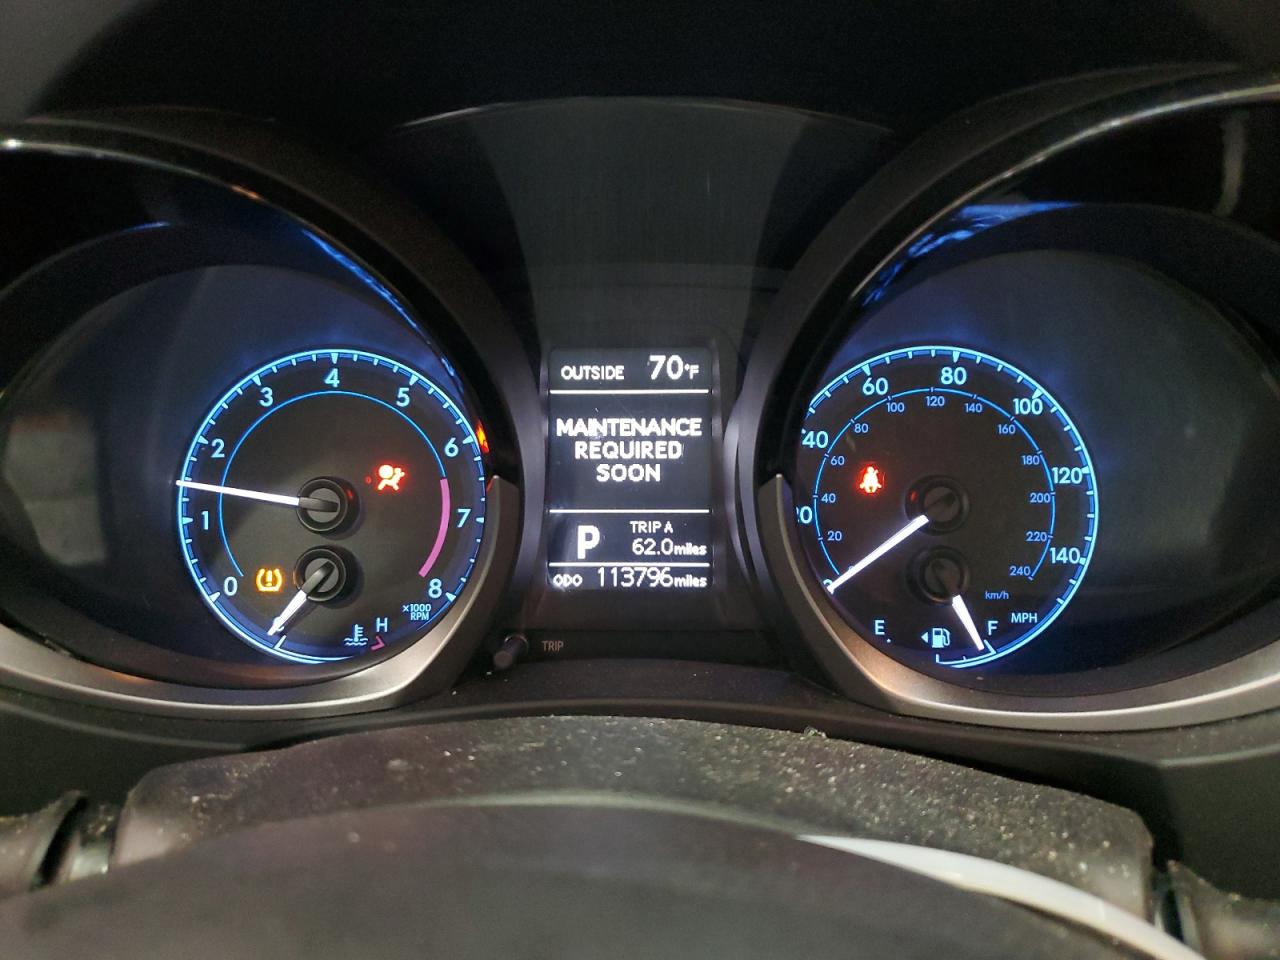 0 1 2 3 4 5 6 7 8
x1000
RPM
C H
OUTSIDE 70°F
MAINTENANCE
REQUIRED
SOON
P
TRIP A
62.0miles
ODO 113796miles
TRIP
20 40 60 80 100 120 140
20 40 60 80 100 120 140 160 180 200 220 240
km/h
MPH
E F